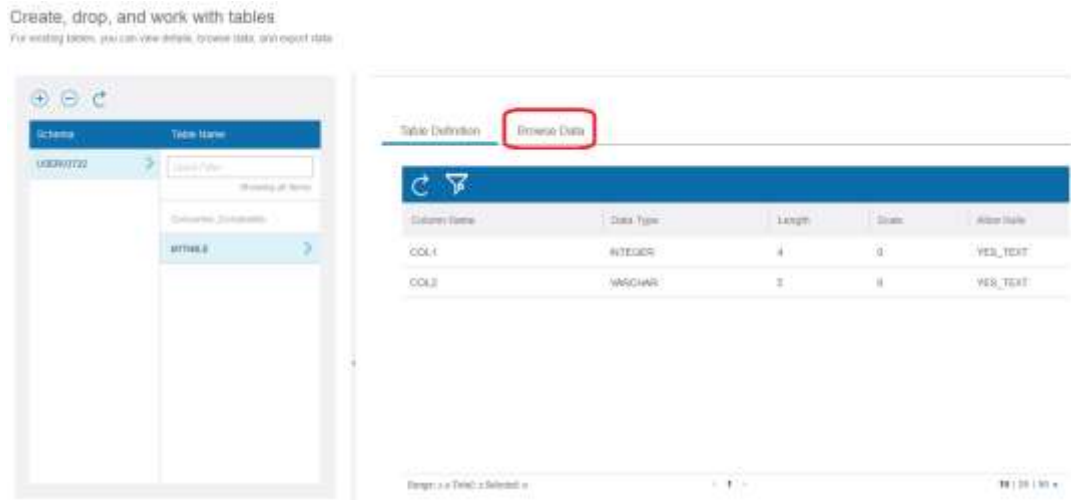 Create, drop, and work with tables
For existing tables, you can view details, browse data, and export data
Schema
Table Name
Showing all items
MYTABLE
Table Definition
Browse Data
Column Name
Data Type
Length
Scale
Allow Nulls
COL1
INTEGER
4
0
YES_TEXT
COL2
VARCHAR
0
YES_TEXT
1